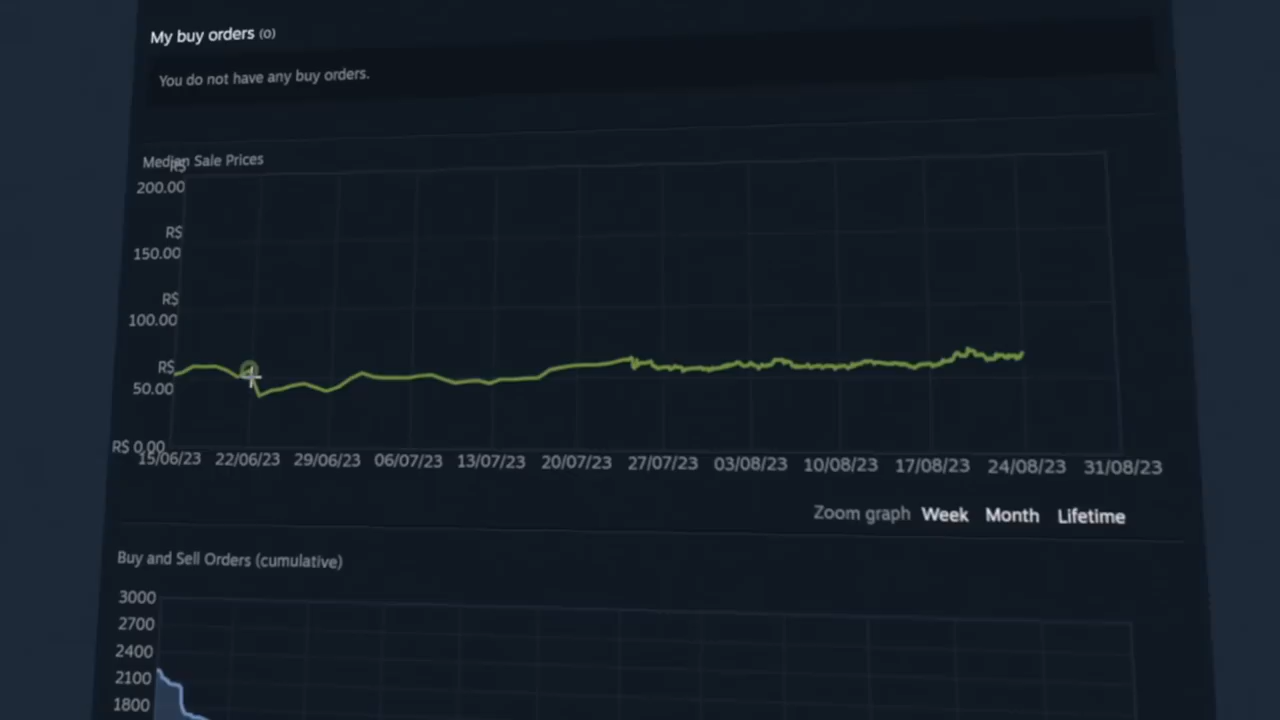 My buy orders (0)
You do not have any buy orders.
Median Sale Prices
R$
200.00
R$
150.00
R$
100.00
R$
50.00
R$ 0.00
15/06/23 22/06/23 29/06/23 06/07/23 13/07/23 20/07/23 27/07/23 03/08/23 10/08/23 17/08/23 24/08/23 31/08/23
Zoom graph Week Month Lifetime
Buy and Sell Orders (cumulative)
3000
2700
2400
2100
1800